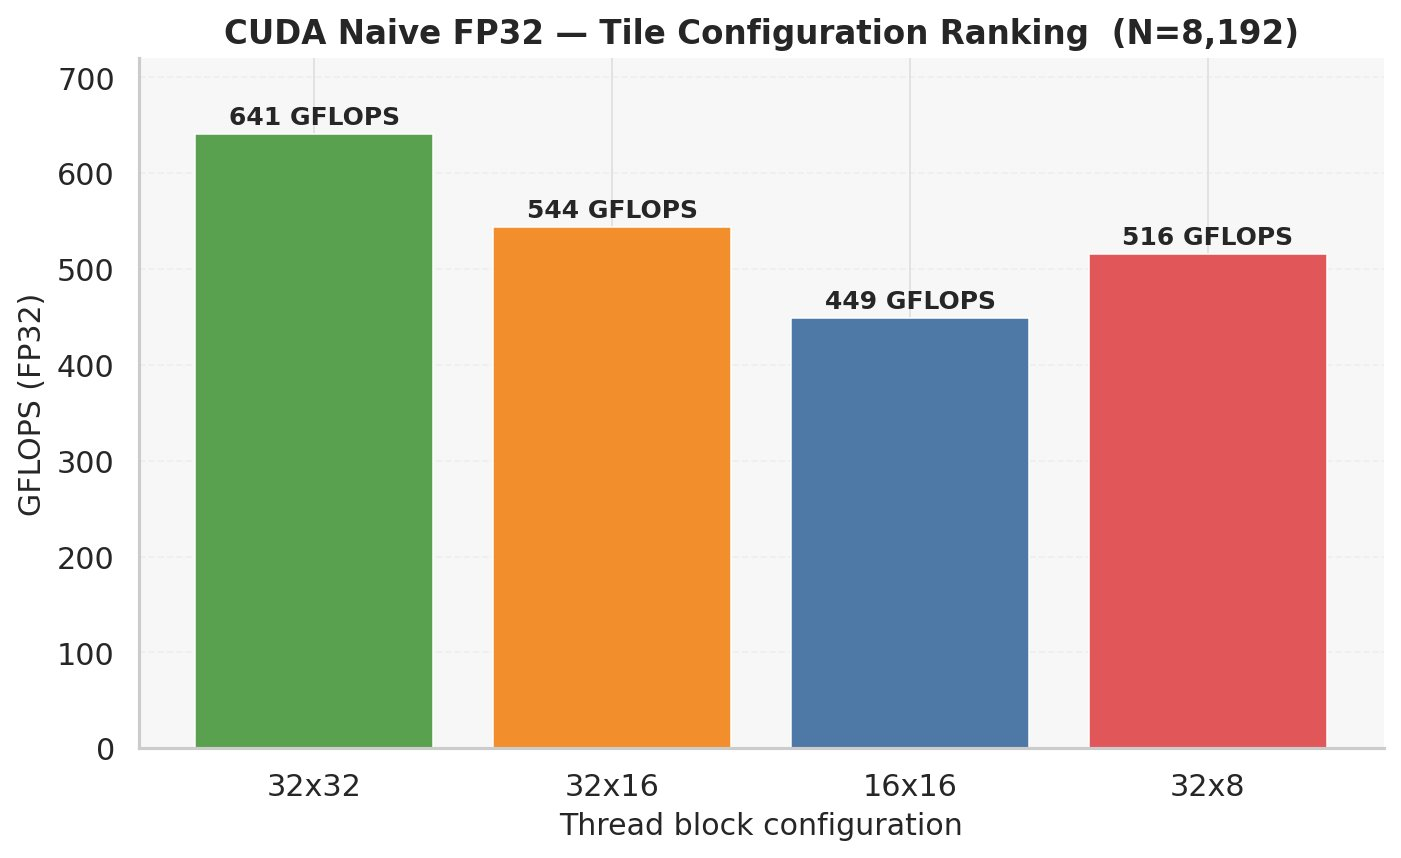 CUDA Naive FP32 — Tile Configuration Ranking  (N=8,192)
GFLOPS (FP32)
700
600
500
400
300
200
100
0
641 GFLOPS
544 GFLOPS
449 GFLOPS
516 GFLOPS
32x32
32x16
16x16
32x8
Thread block configuration